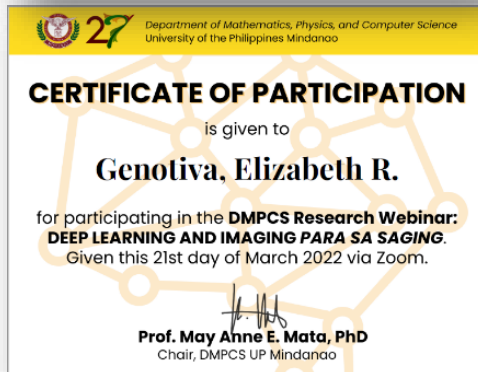 27 Department of Mathematics, Physics, and Computer Science
University of the Philippines Mindanao
CERTIFICATE OF PARTICIPATION
is given to
Genotiva, Elizabeth R.
for participating in the DMPCS Research Webinar:
DEEP LEARNING AND IMAGING PARA SA SAGING.
Given this 21st day of March 2022 via Zoom.
Prof. May Anne E. Mata, PhD
Chair, DMPCS UP Mindanao